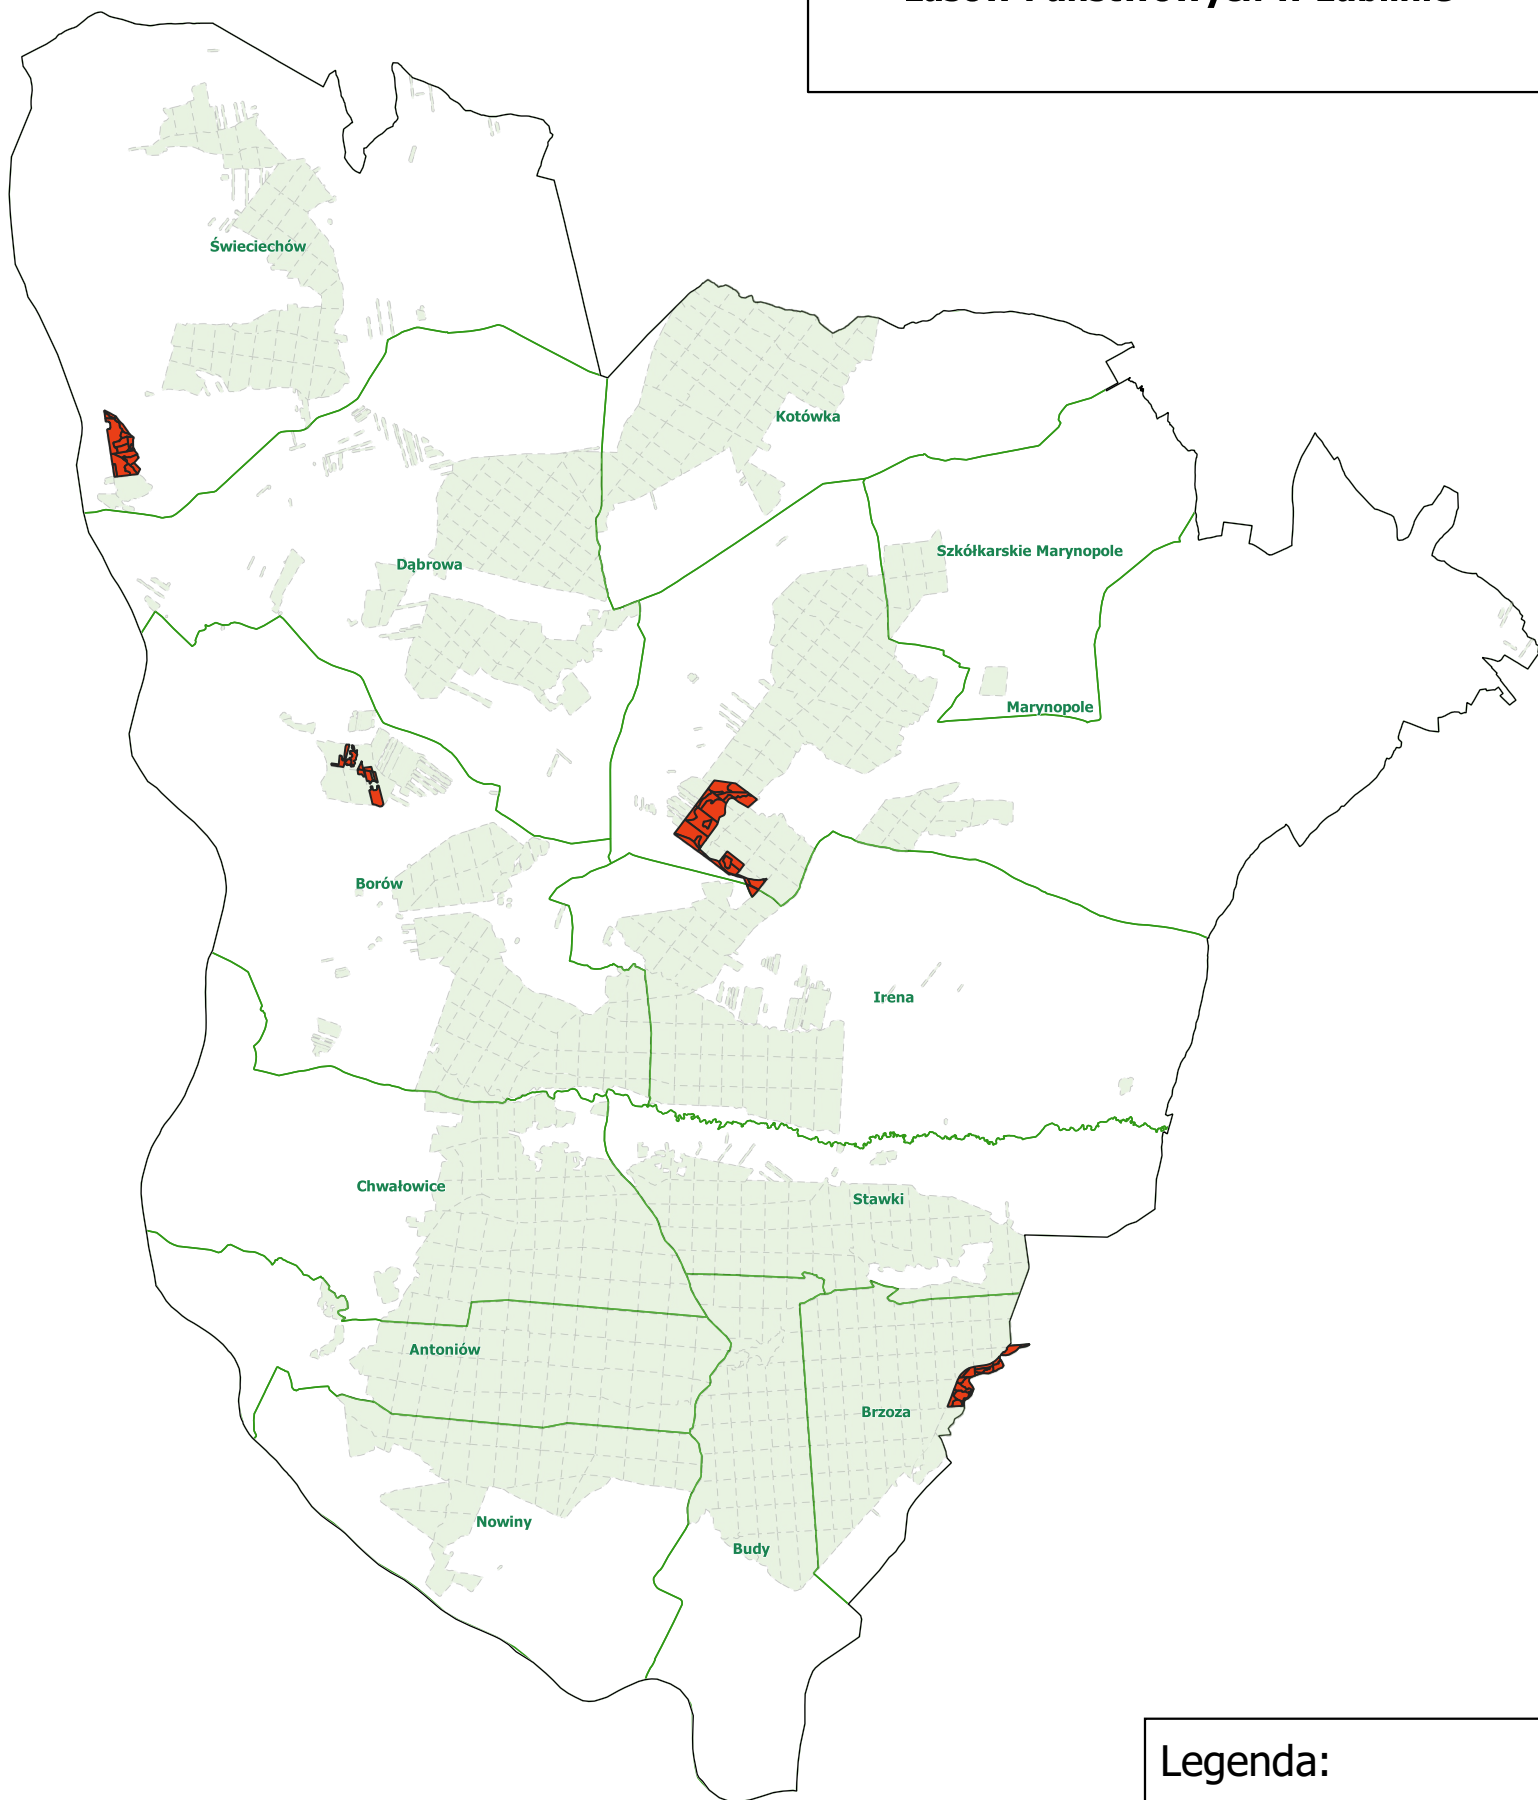 Świeciechów
Kotówka
Szkółkarskie Marynopole
Dąbrowa
Marynopole
Borów
Irena
Chwałowice
Stawki
Antoniów
Brzoza
Nowiny
Budy
Legenda: